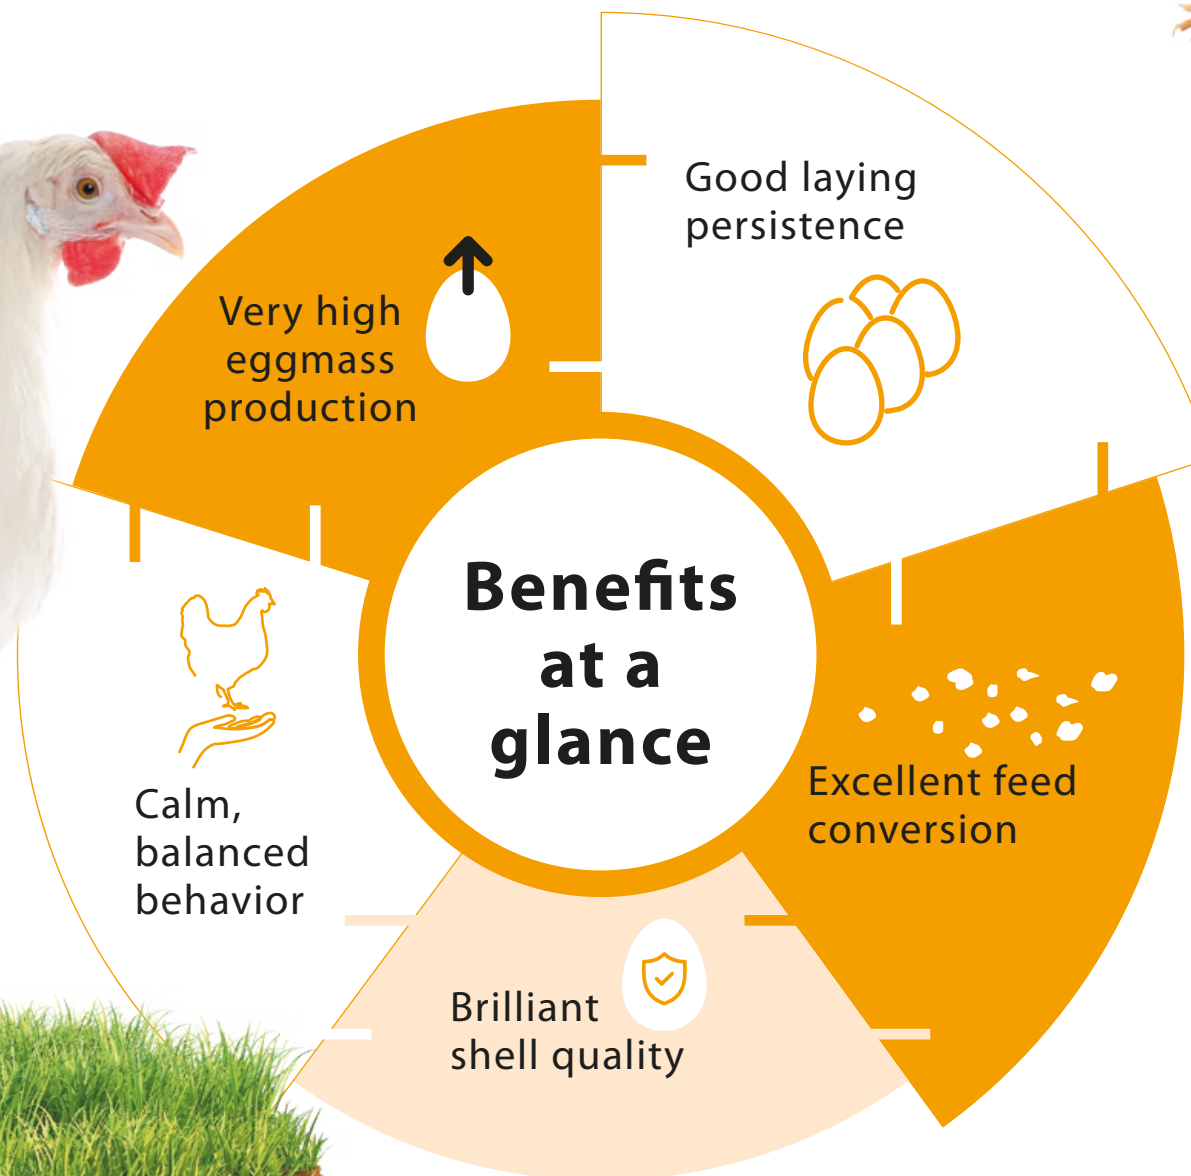 Good laying
persistence
Very high
eggmass
production
Benefits
at a
glance
Excellent feed
conversion
Calm,
balanced
behavior
Brilliant
shell quality